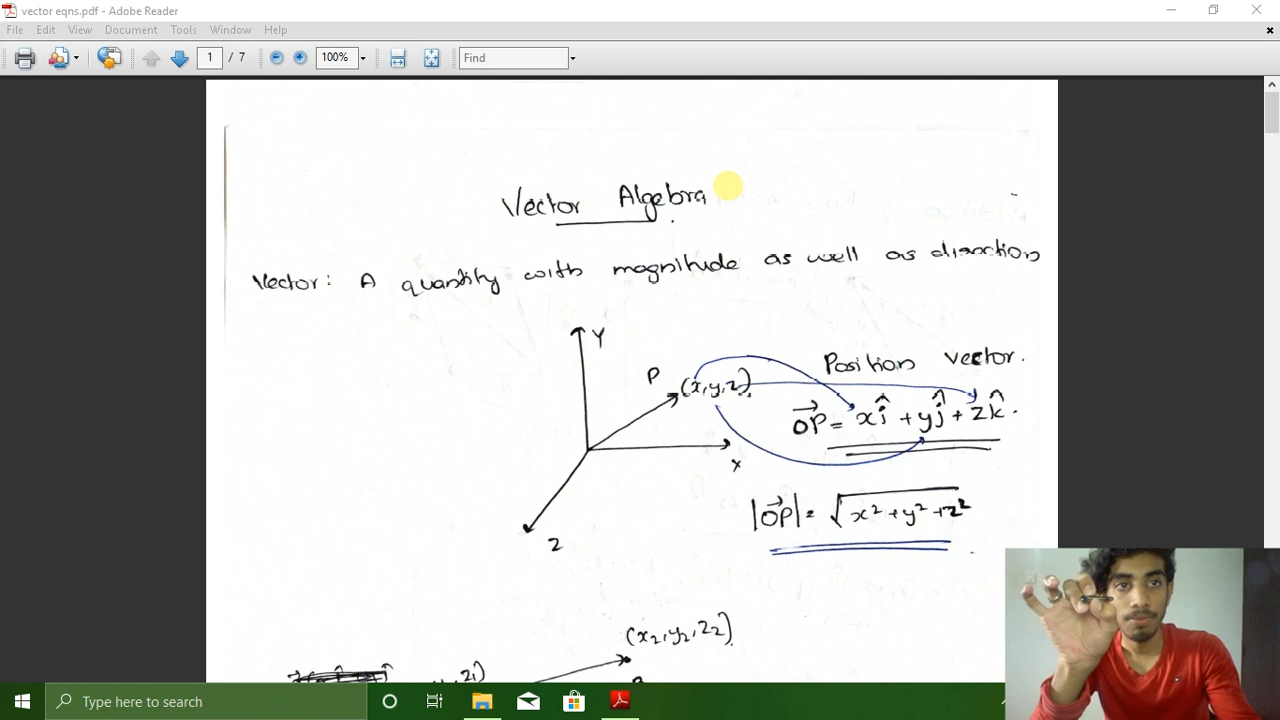 vector eqns.pdf - Adobe Reader
File Edit View Document Tools Window Help
1 / 7 100% Find
Vector Algebra
Vector: A quantity with magnitude as well as direction
Y
P (x,y,z)
Position vector.
OP⃗ = xî + yĵ + zk̂.
X
|OP⃗| = √x² + y² + z²
Z
(x₂, y₂, z₂)
Type here to search